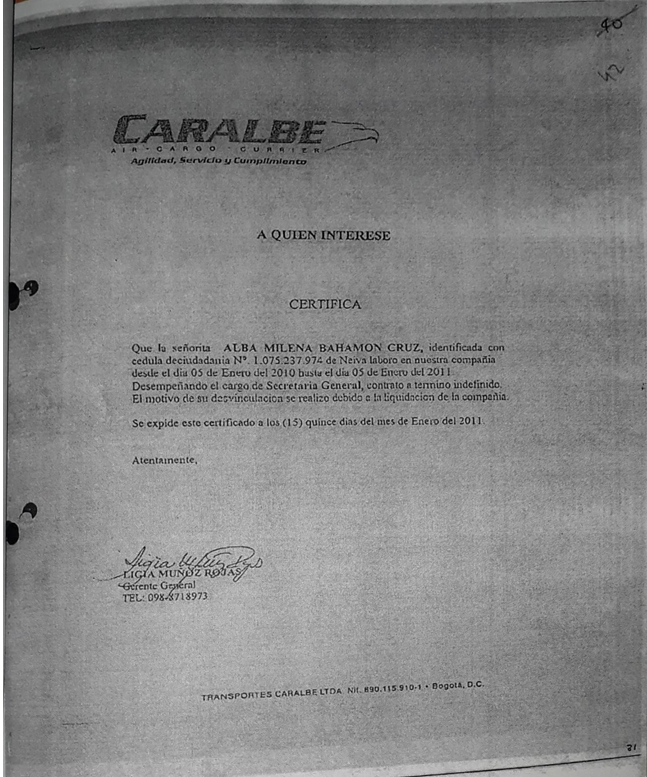 40
42
CARALBE
AIR - CARGO - CURRIER
Agilidad, Servicio y Cumplimiento
A QUIEN INTERESE
CERTIFICA
Que la señorita ALBA MILENA BAHAMON CRUZ, identificada con
cedula deciudadania Nº. 1.075.237.974 de Neiva laboro en nuestra compañia
desde el dia 05 de Enero del 2010 hasta el dia 05 de Enero del 2011.
Desempeñando el cargo de Secretaria General, contrato a termino indefinido.
El motivo de su desvinculacion se realizo debido a la liquidacion de la compañia.
Se expide este certificado a los (15) quince dias del mes de Enero del 2011.
Atentamente,
LIGIA MUÑOZ ROJAS
Gerente General
TEL: 098-8718973
TRANSPORTES CARALBE LTDA. Nit. 890.115.910-1 • Bogotá, D.C.